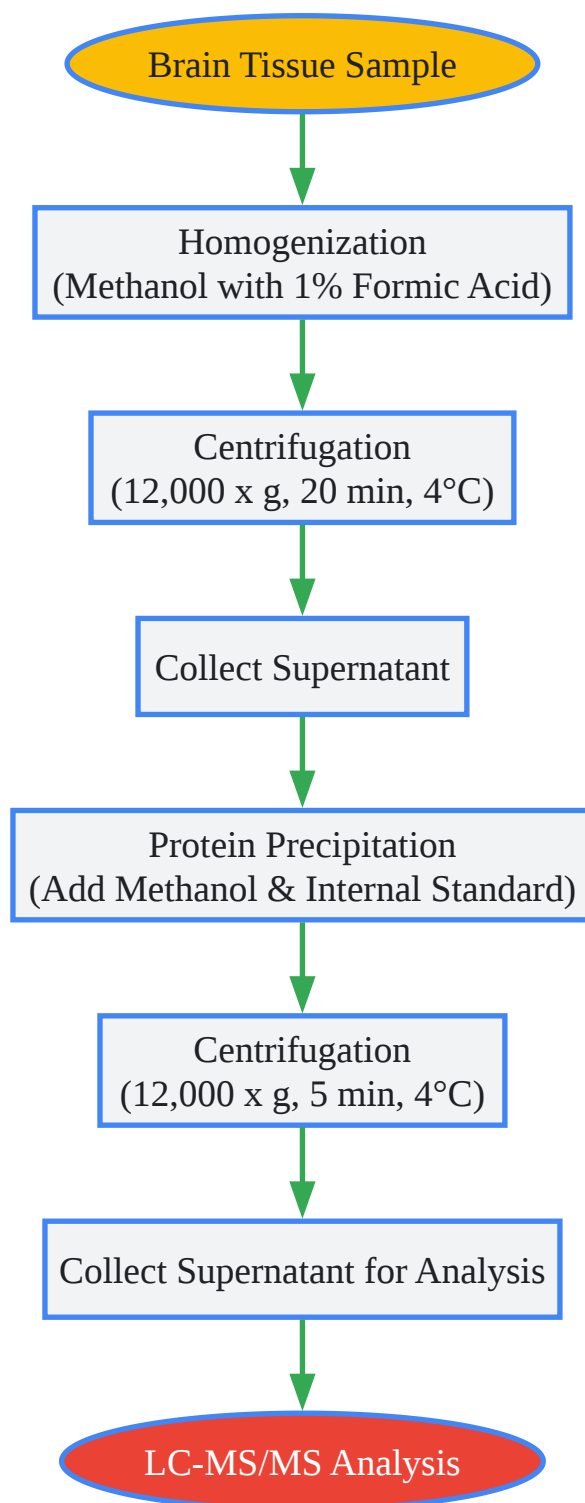 Brain Tissue Sample
Homogenization
(Methanol with 1% Formic Acid)
Centrifugation
(12,000 x g, 20 min, 4°C)
Collect Supernatant
Protein Precipitation
(Add Methanol & Internal Standard)
Centrifugation
(12,000 x g, 5 min, 4°C)
Collect Supernatant for Analysis
LC-MS/MS Analysis